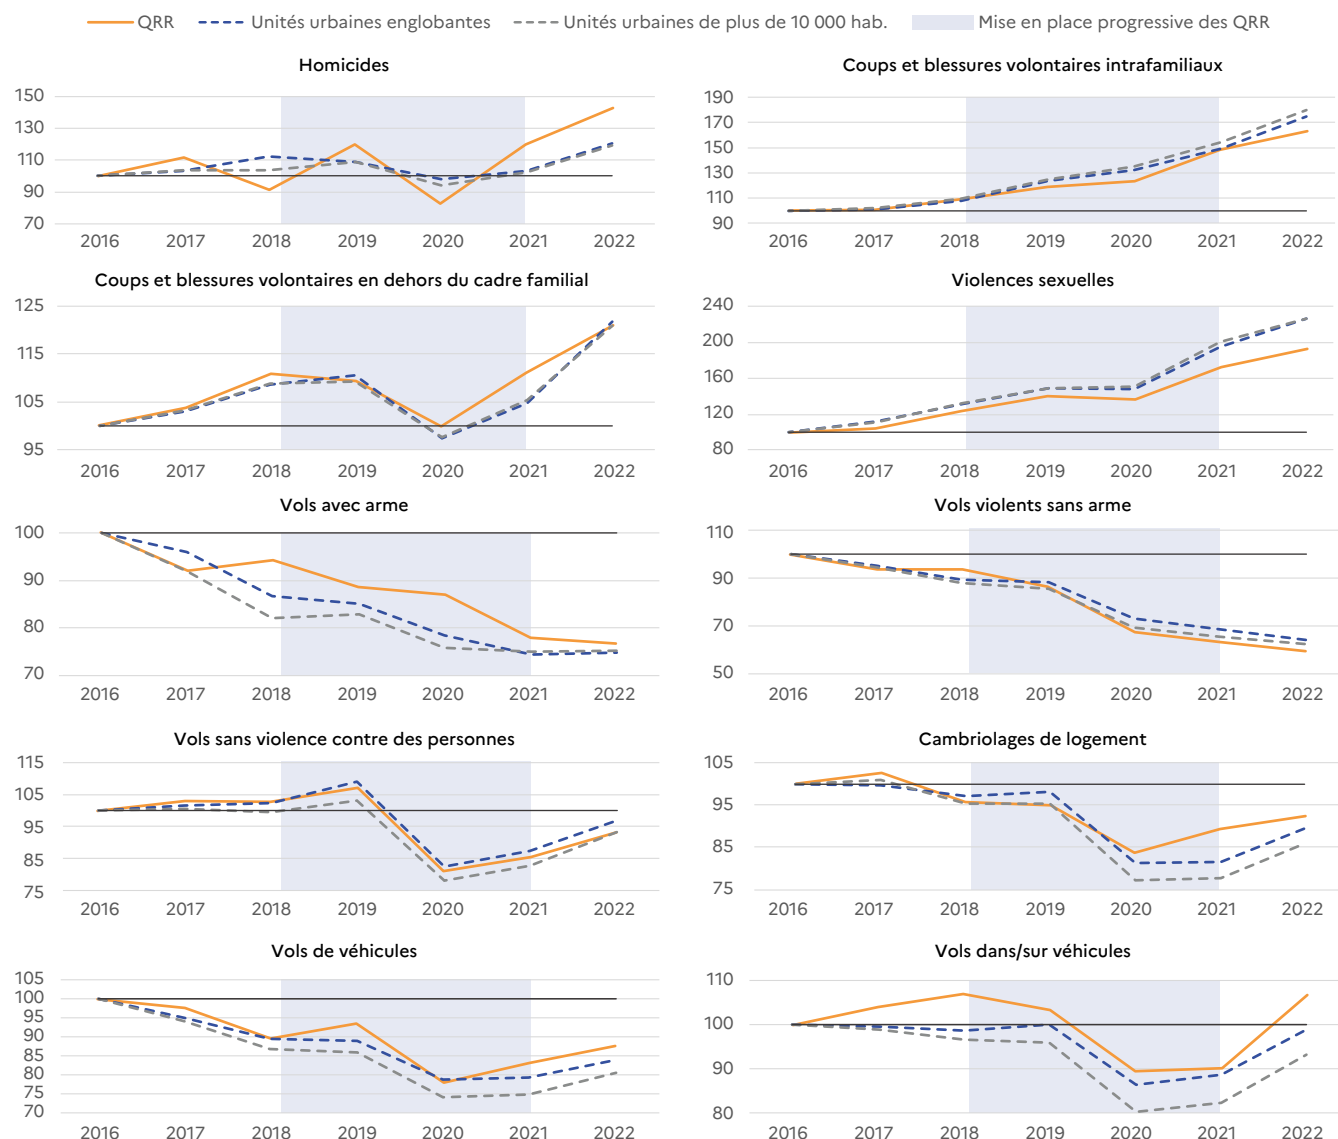 QRR Unités urbaines englobantes Unités urbaines de plus de 10 000 hab. Mise en place progressive des QRR
Homicides
150
130
110
90
70
2016 2017 2018 2019 2020 2021 2022
Coups et blessures volontaires intrafamiliaux
190
170
150
130
110
90
2016 2017 2018 2019 2020 2021 2022
Coups et blessures volontaires en dehors du cadre familial
125
115
105
95
2016 2017 2018 2019 2020 2021 2022
Violences sexuelles
240
200
160
120
80
2016 2017 2018 2019 2020 2021 2022
Vols avec arme
100
90
80
70
2016 2017 2018 2019 2020 2021 2022
Vols violents sans arme
110
90
70
50
2016 2017 2018 2019 2020 2021 2022
Vols sans violence contre des personnes
115
105
95
85
75
2016 2017 2018 2019 2020 2021 2022
Cambriolages de logement
105
95
85
75
2016 2017 2018 2019 2020 2021 2022
Vols de véhicules
105
100
95
90
85
80
75
70
2016 2017 2018 2019 2020 2021 2022
Vols dans/sur véhicules
110
100
90
80
2016 2017 2018 2019 2020 2021 2022